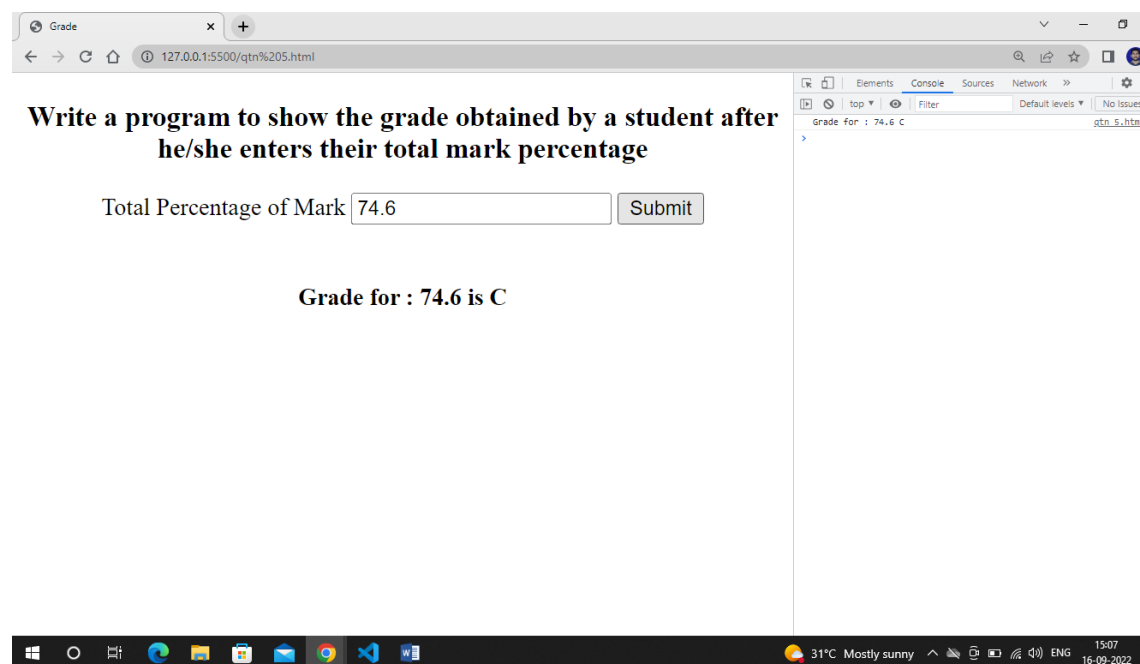 Grade
127.0.0.1:5500/qtn%205.html
Elements Console Sources Network »
top ▼ Filter Default levels ▼ No Issues
Write a program to show the grade obtained by a student after
he/she enters their total mark percentage
Total Percentage of Mark 74.6 Submit
Grade for : 74.6 is C
Grade for : 74.6 C qtn 5.htm
31°C Mostly sunny ENG 15:07
16-09-2022